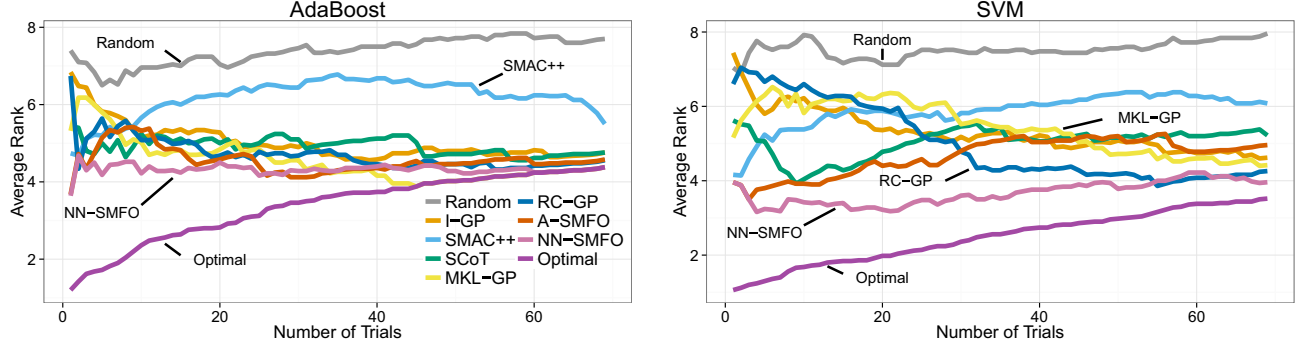 AdaBoost
8
6
4
2
0
20
40
60
Average Rank
Number of Trials
Random
SMAC++
NN−SMFO
Optimal
Random
I−GP
SMAC++
SCoT
MKL−GP
RC−GP
A−SMFO
NN−SMFO
Optimal
SVM
8
6
4
2
0
20
40
60
Average Rank
Number of Trials
Random
MKL−GP
RC−GP
NN−SMFO
Optimal